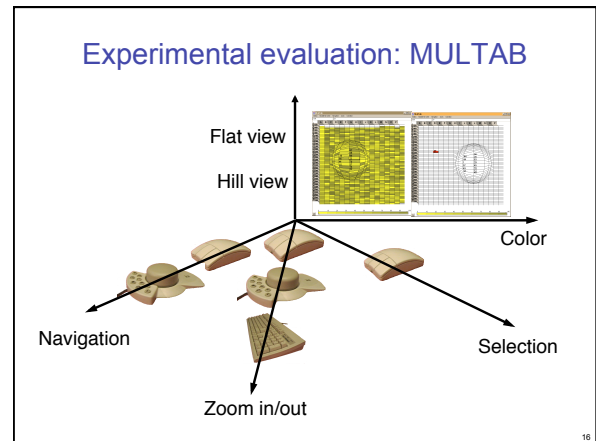 Experimental evaluation: MULTAB
Flat view
Hill view
Color
Navigation
Selection
Zoom in/out
16